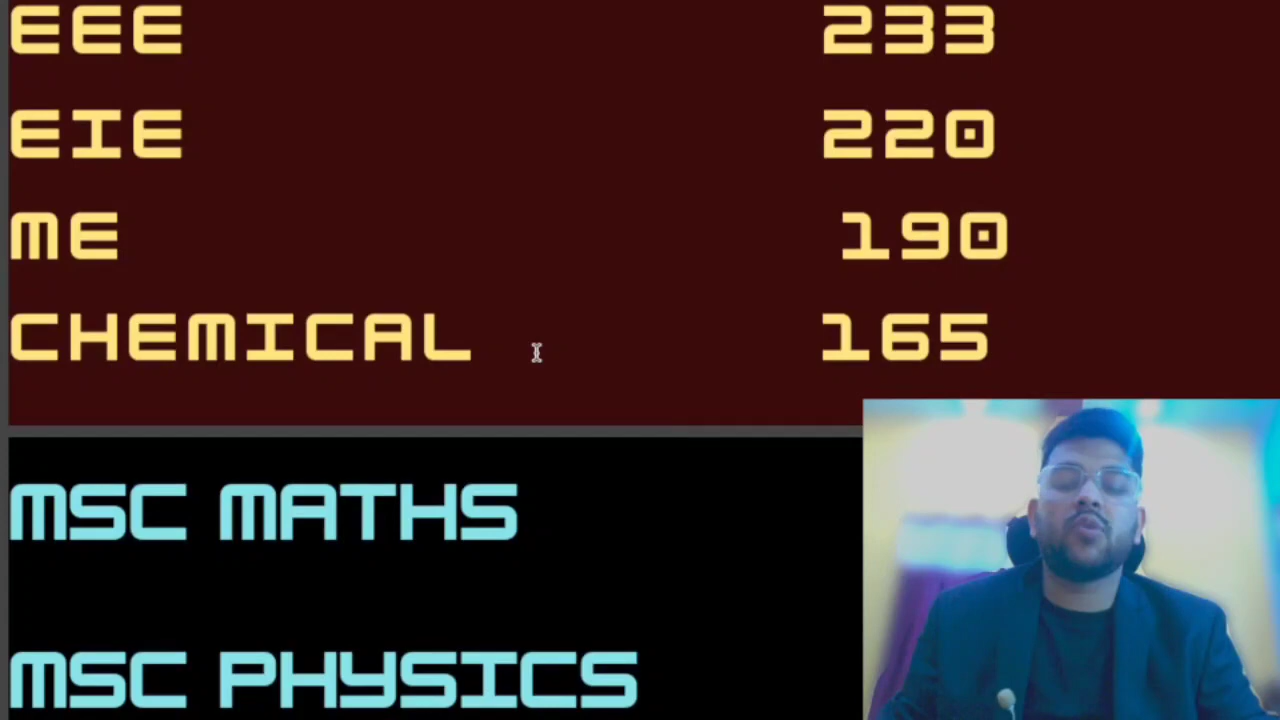 EEE 233
EIE 220
ME 190
CHEMICAL 165
MSC MATHS
MSC PHYSICS